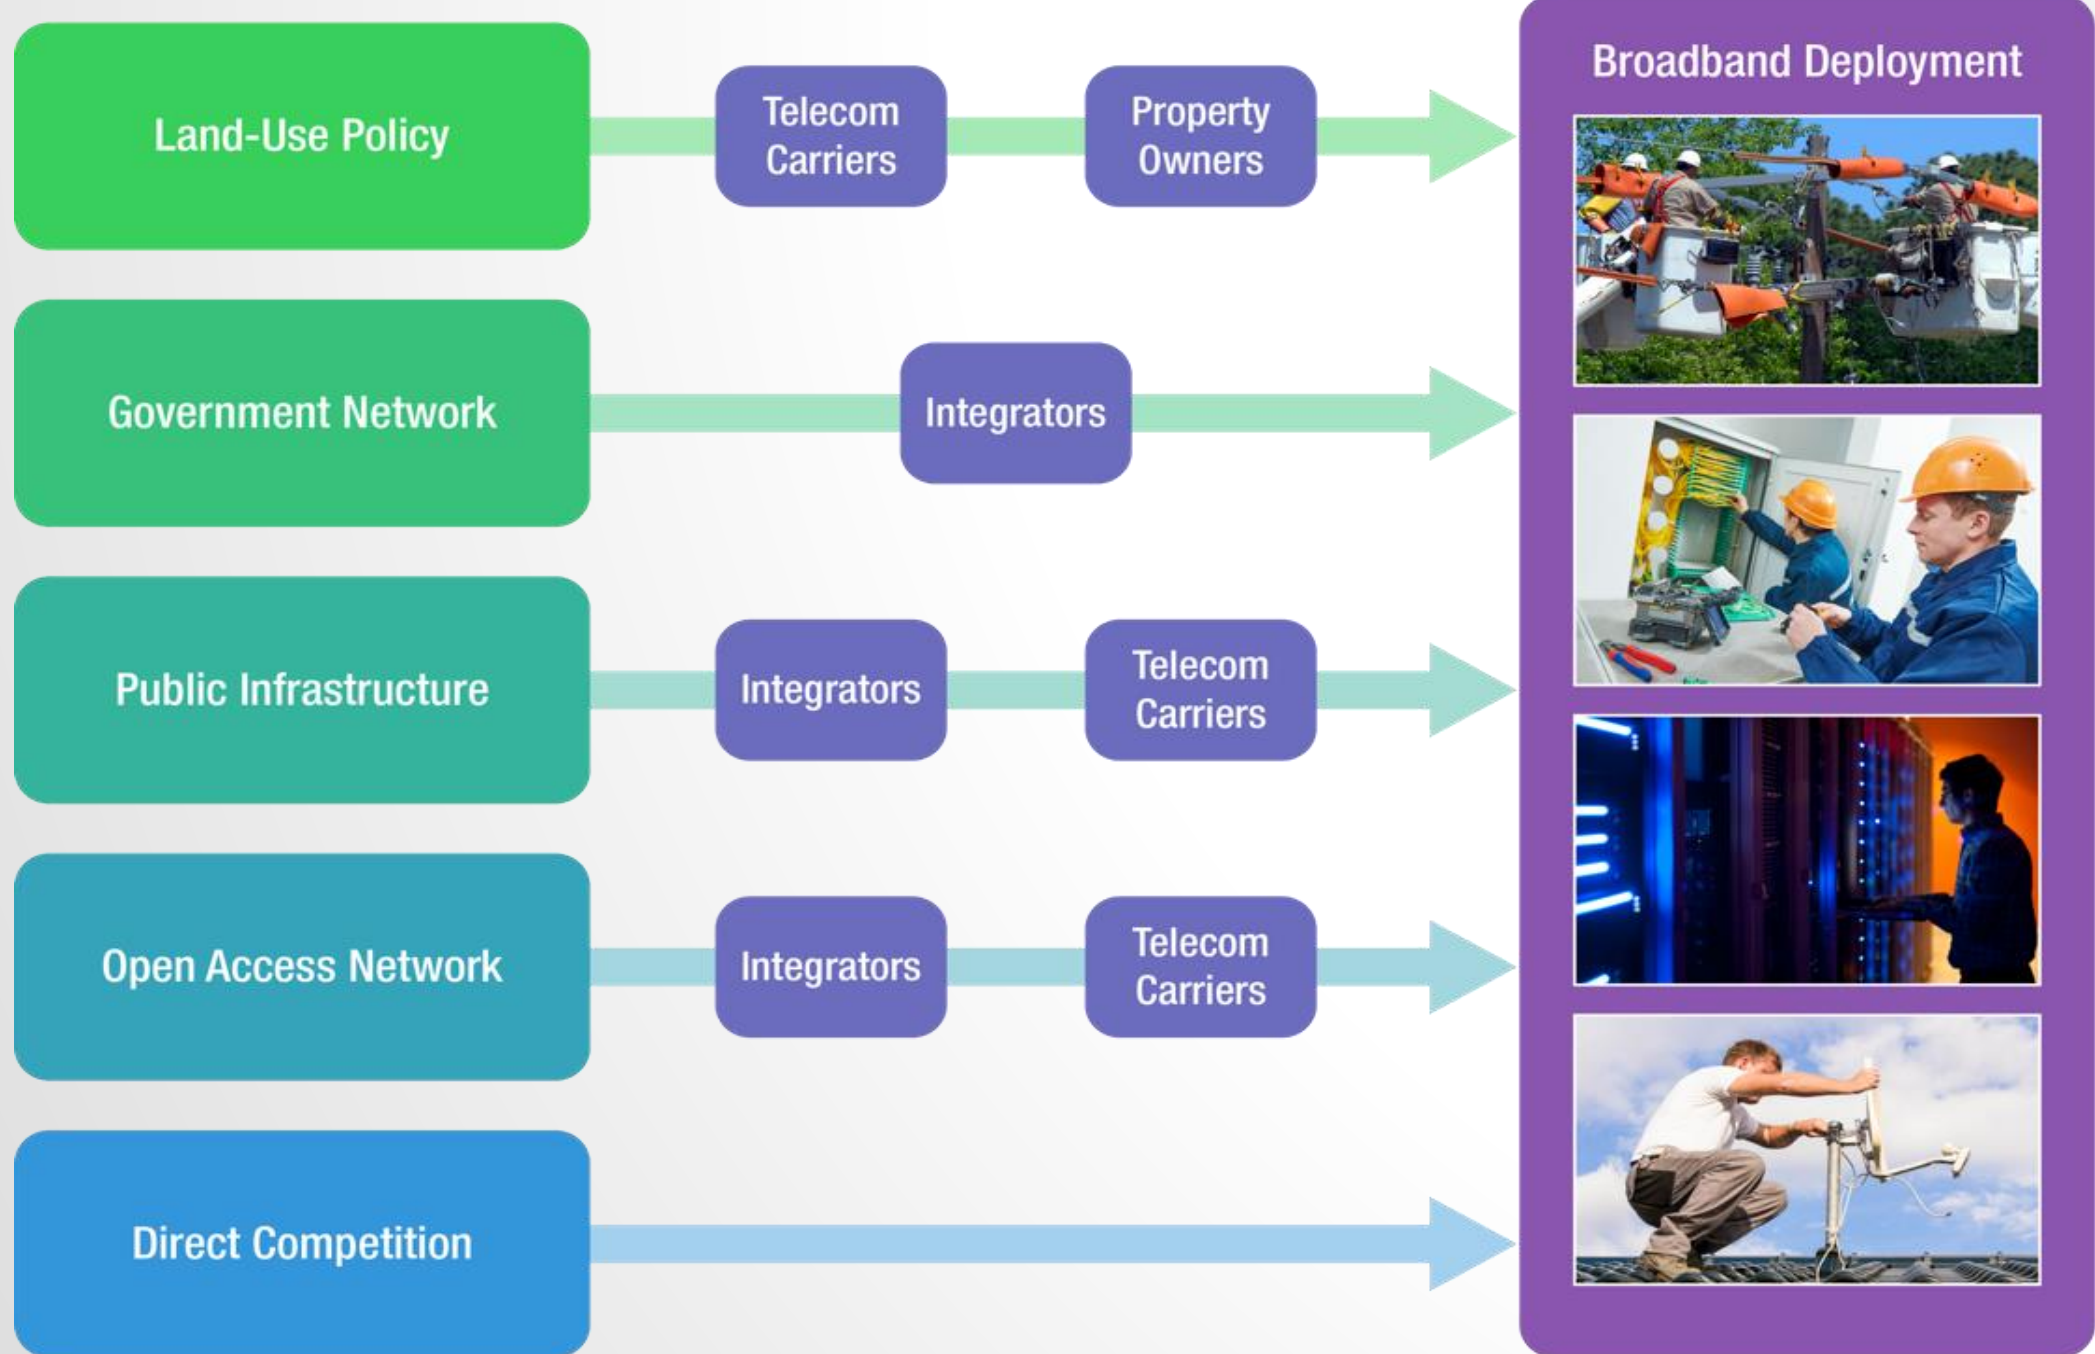 Broadband Deployment
Land-Use Policy
Telecom
Carriers
Property
Owners
Government Network
Integrators
Public Infrastructure
Integrators
Telecom
Carriers
Open Access Network
Integrators
Telecom
Carriers
Direct Competition